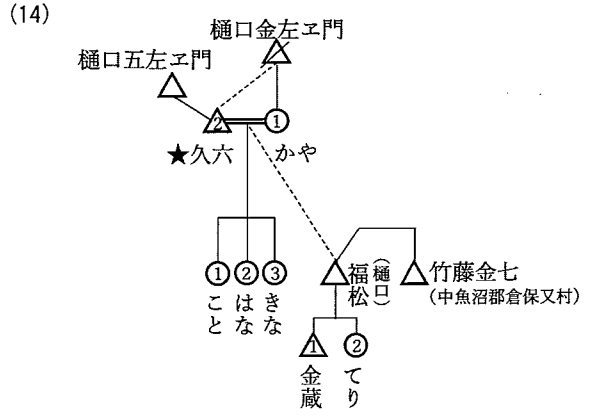 (14)
樋口金左ヱ門
樋口五左ヱ門
2
1
★久六
かや
1
2
3
こと
はな
きな
福松
(樋口)
竹藤金七
(中魚沼郡倉保又村)
1
2
金蔵
てり